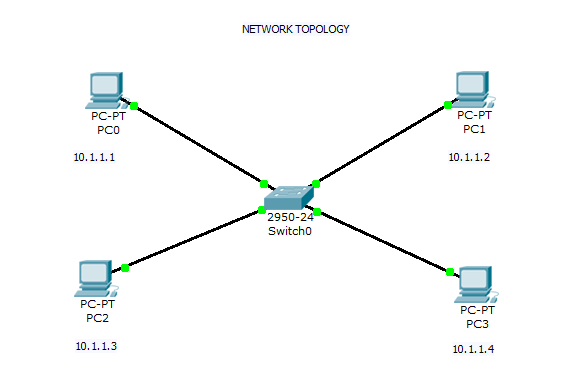 NETWORK TOPOLOGY
PC-PT
PC0
10.1.1.1
PC-PT
PC1
10.1.1.2
2950-24
Switch0
PC-PT
PC2
10.1.1.3
PC-PT
PC3
10.1.1.4